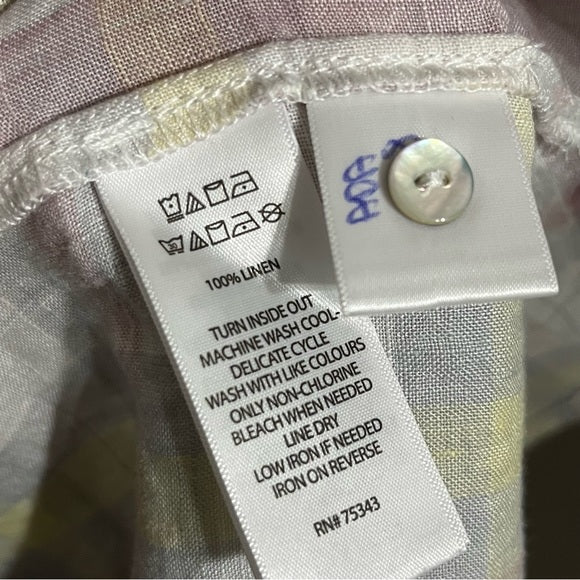 30
100% LINEN
TURN INSIDE OUT
MACHINE WASH COOL-
DELICATE CYCLE
WASH WITH LIKE COLOURS
ONLY NON-CHLORINE
BLEACH WHEN NEEDED
LINE DRY
LOW IRON IF NEEDED
IRON ON REVERSE
RN# 75343